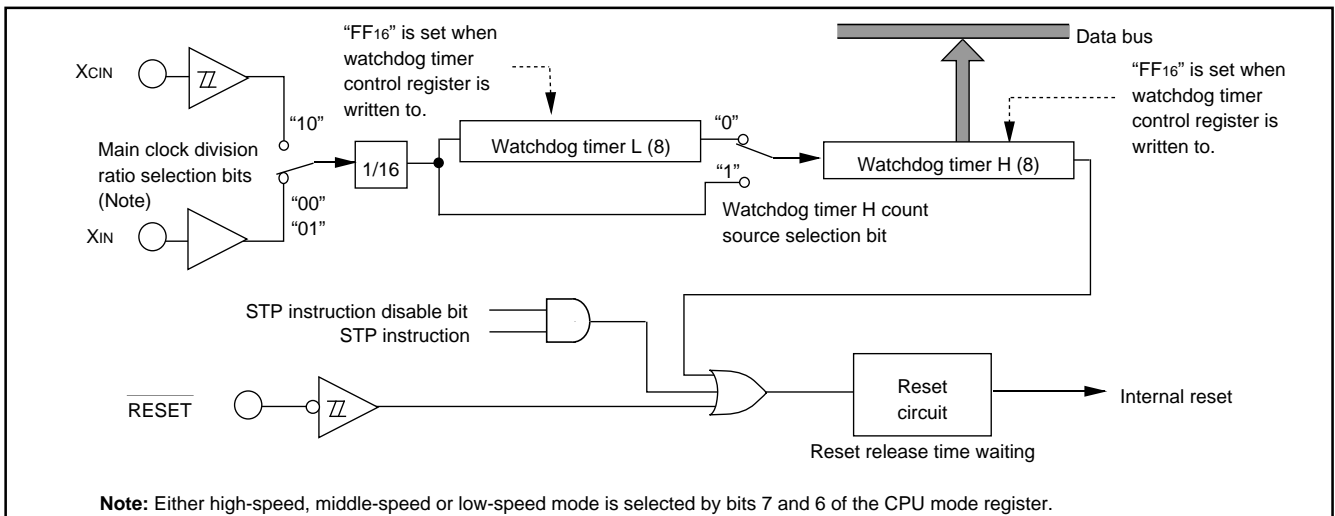 “FF16” is set when
watchdog timer
control register is
written to.
Data bus
“FF16” is set when
watchdog timer
control register is
written to.
XCIN
“10”
“0”
Main clock division
ratio selection bits
(Note)
1/16
Watchdog timer L (8)
Watchdog timer H (8)
“1”
“00”
“01”
Watchdog timer H count
source selection bit
XIN
STP instruction disable bit
STP instruction
RESET
Reset
circuit
Internal reset
Reset release time waiting
Note: Either high-speed, middle-speed or low-speed mode is selected by bits 7 and 6 of the CPU mode register.